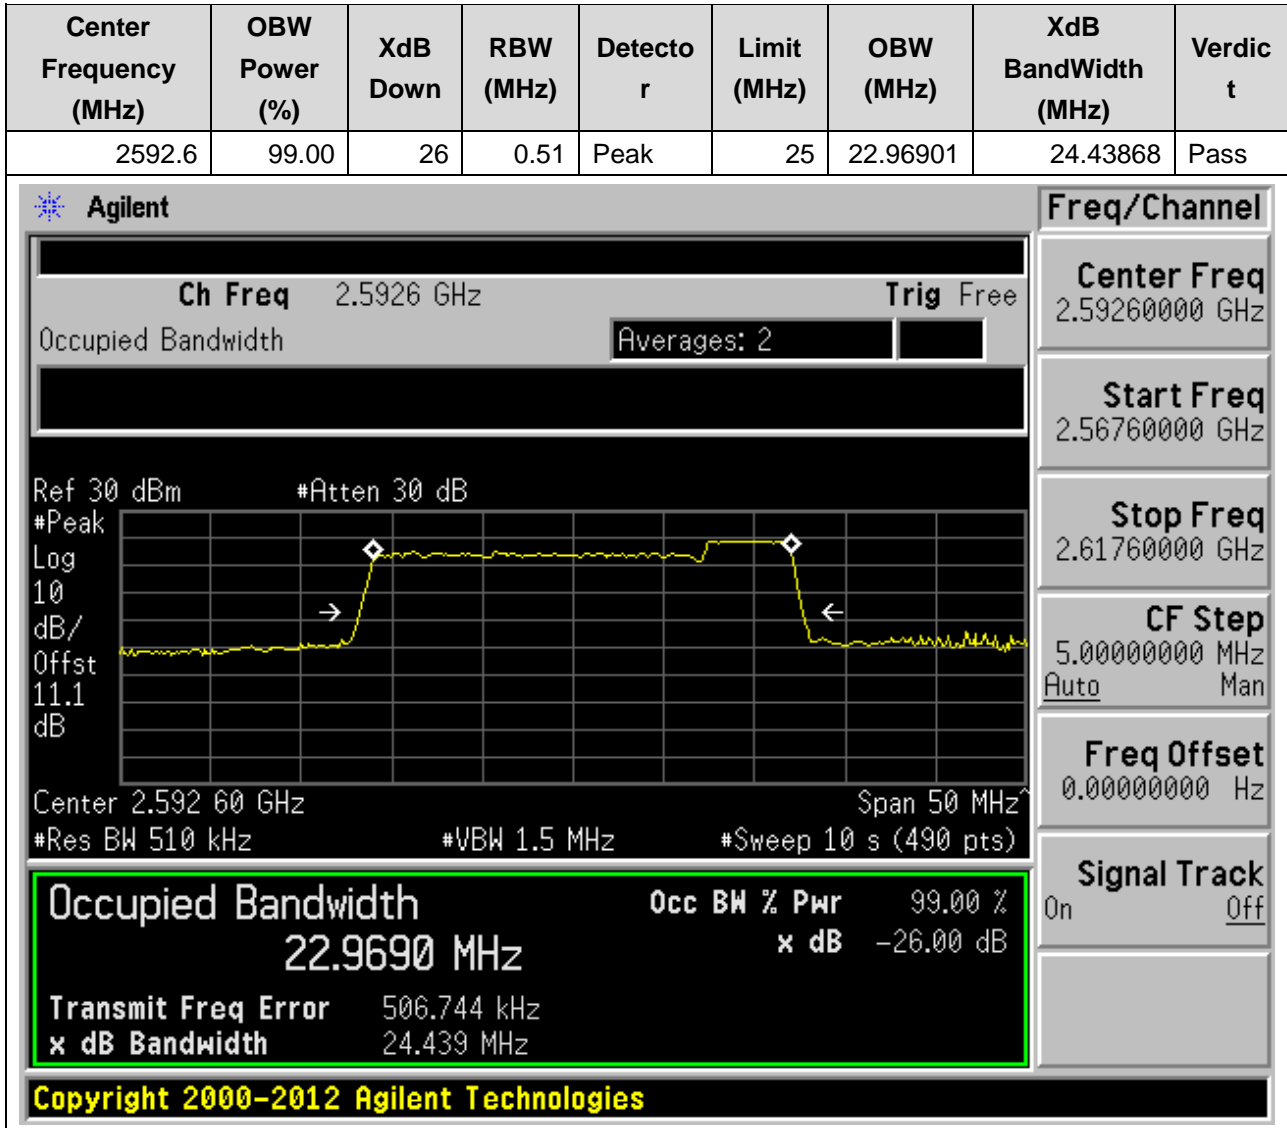 Center Frequency (MHz) OBW Power (%) XdB Down RBW (MHz) Detecto r Limit (MHz) OBW (MHz) XdB BandWidth (MHz) Verdic t
2592.6 99.00 26 0.51 Peak 25 22.96901 24.43868 Pass
Agilent
Freq/Channel
Ch Freq 2.5926 GHz Trig Free
Occupied Bandwidth Averages: 2
Center Freq
2.59260000 GHz
Start Freq
2.56760000 GHz
Stop Freq
2.61760000 GHz
CF Step
5.00000000 MHz
Auto Man
Freq Offset
0.00000000 Hz
Signal Track
On Off
Ref 30 dBm #Atten 30 dB
#Peak
Log
10
dB/
Offst
11.1
dB
Center 2.592 60 GHz Span 50 MHz^
#Res BW 510 kHz #VBW 1.5 MHz #Sweep 10 s (490 pts)
Occupied Bandwidth Occ BW % Pwr 99.00 %
22.9690 MHz x dB -26.00 dB
Transmit Freq Error 506.744 kHz
x dB Bandwidth 24.439 MHz
Copyright 2000-2012 Agilent Technologies